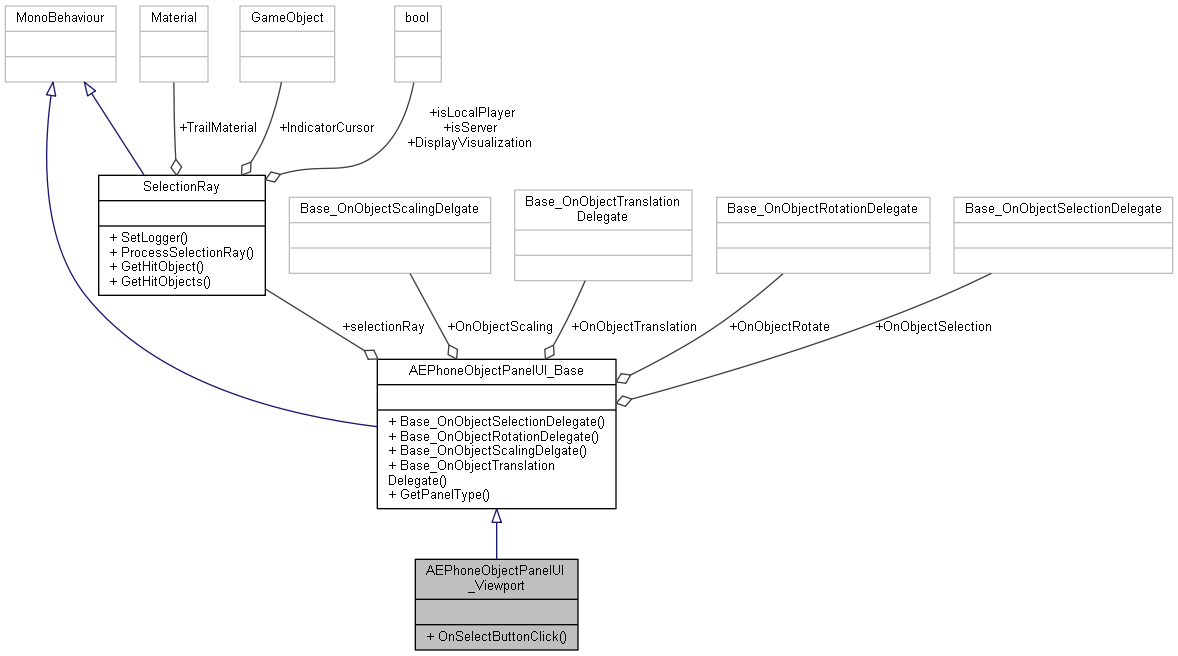 MonoBehaviour
Material
GameObject
bool
+TrailMaterial
+IndicatorCursor
+isLocalPlayer
+isServer
+DisplayVisualization
SelectionRay
+ SetLogger()
+ ProcessSelectionRay()
+ GetHitObject()
+ GetHitObjects()
Base_OnObjectScalingDelgate
Base_OnObjectTranslation
Delegate
Base_OnObjectRotationDelegate
Base_OnObjectSelectionDelegate
+selectionRay
+OnObjectScaling
+OnObjectTranslation
+OnObjectRotate
+OnObjectSelection
AEPhoneObjectPanelUI_Base
+ Base_OnObjectSelectionDelegate()
+ Base_OnObjectRotationDelegate()
+ Base_OnObjectScalingDelgate()
+ Base_OnObjectTranslation
Delegate()
+ GetPanelType()
AEPhoneObjectPanelUI
_Viewport
+ OnSelectButtonClick()